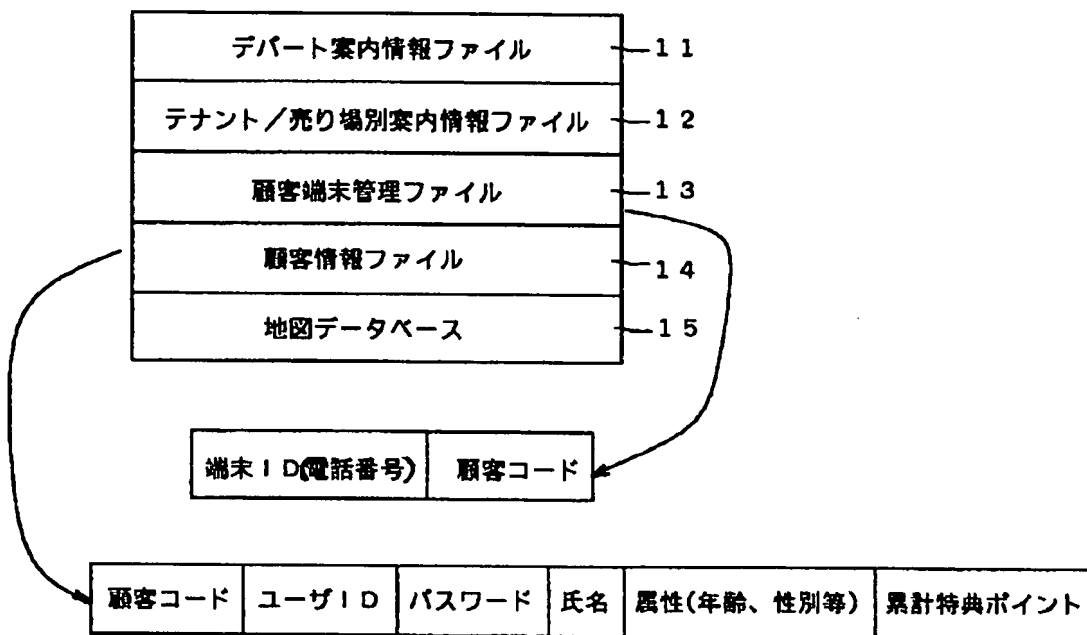 デパート案内情報ファイル 11
テナント/売り場別案内情報ファイル 12
顧客端末管理ファイル 13
顧客情報ファイル 14
地図データベース 15
端末ID(電話番号) 顧客コード
顧客コード ユーザID パスワード 氏名 属性(年齢、性別等) 累計特典ポイント